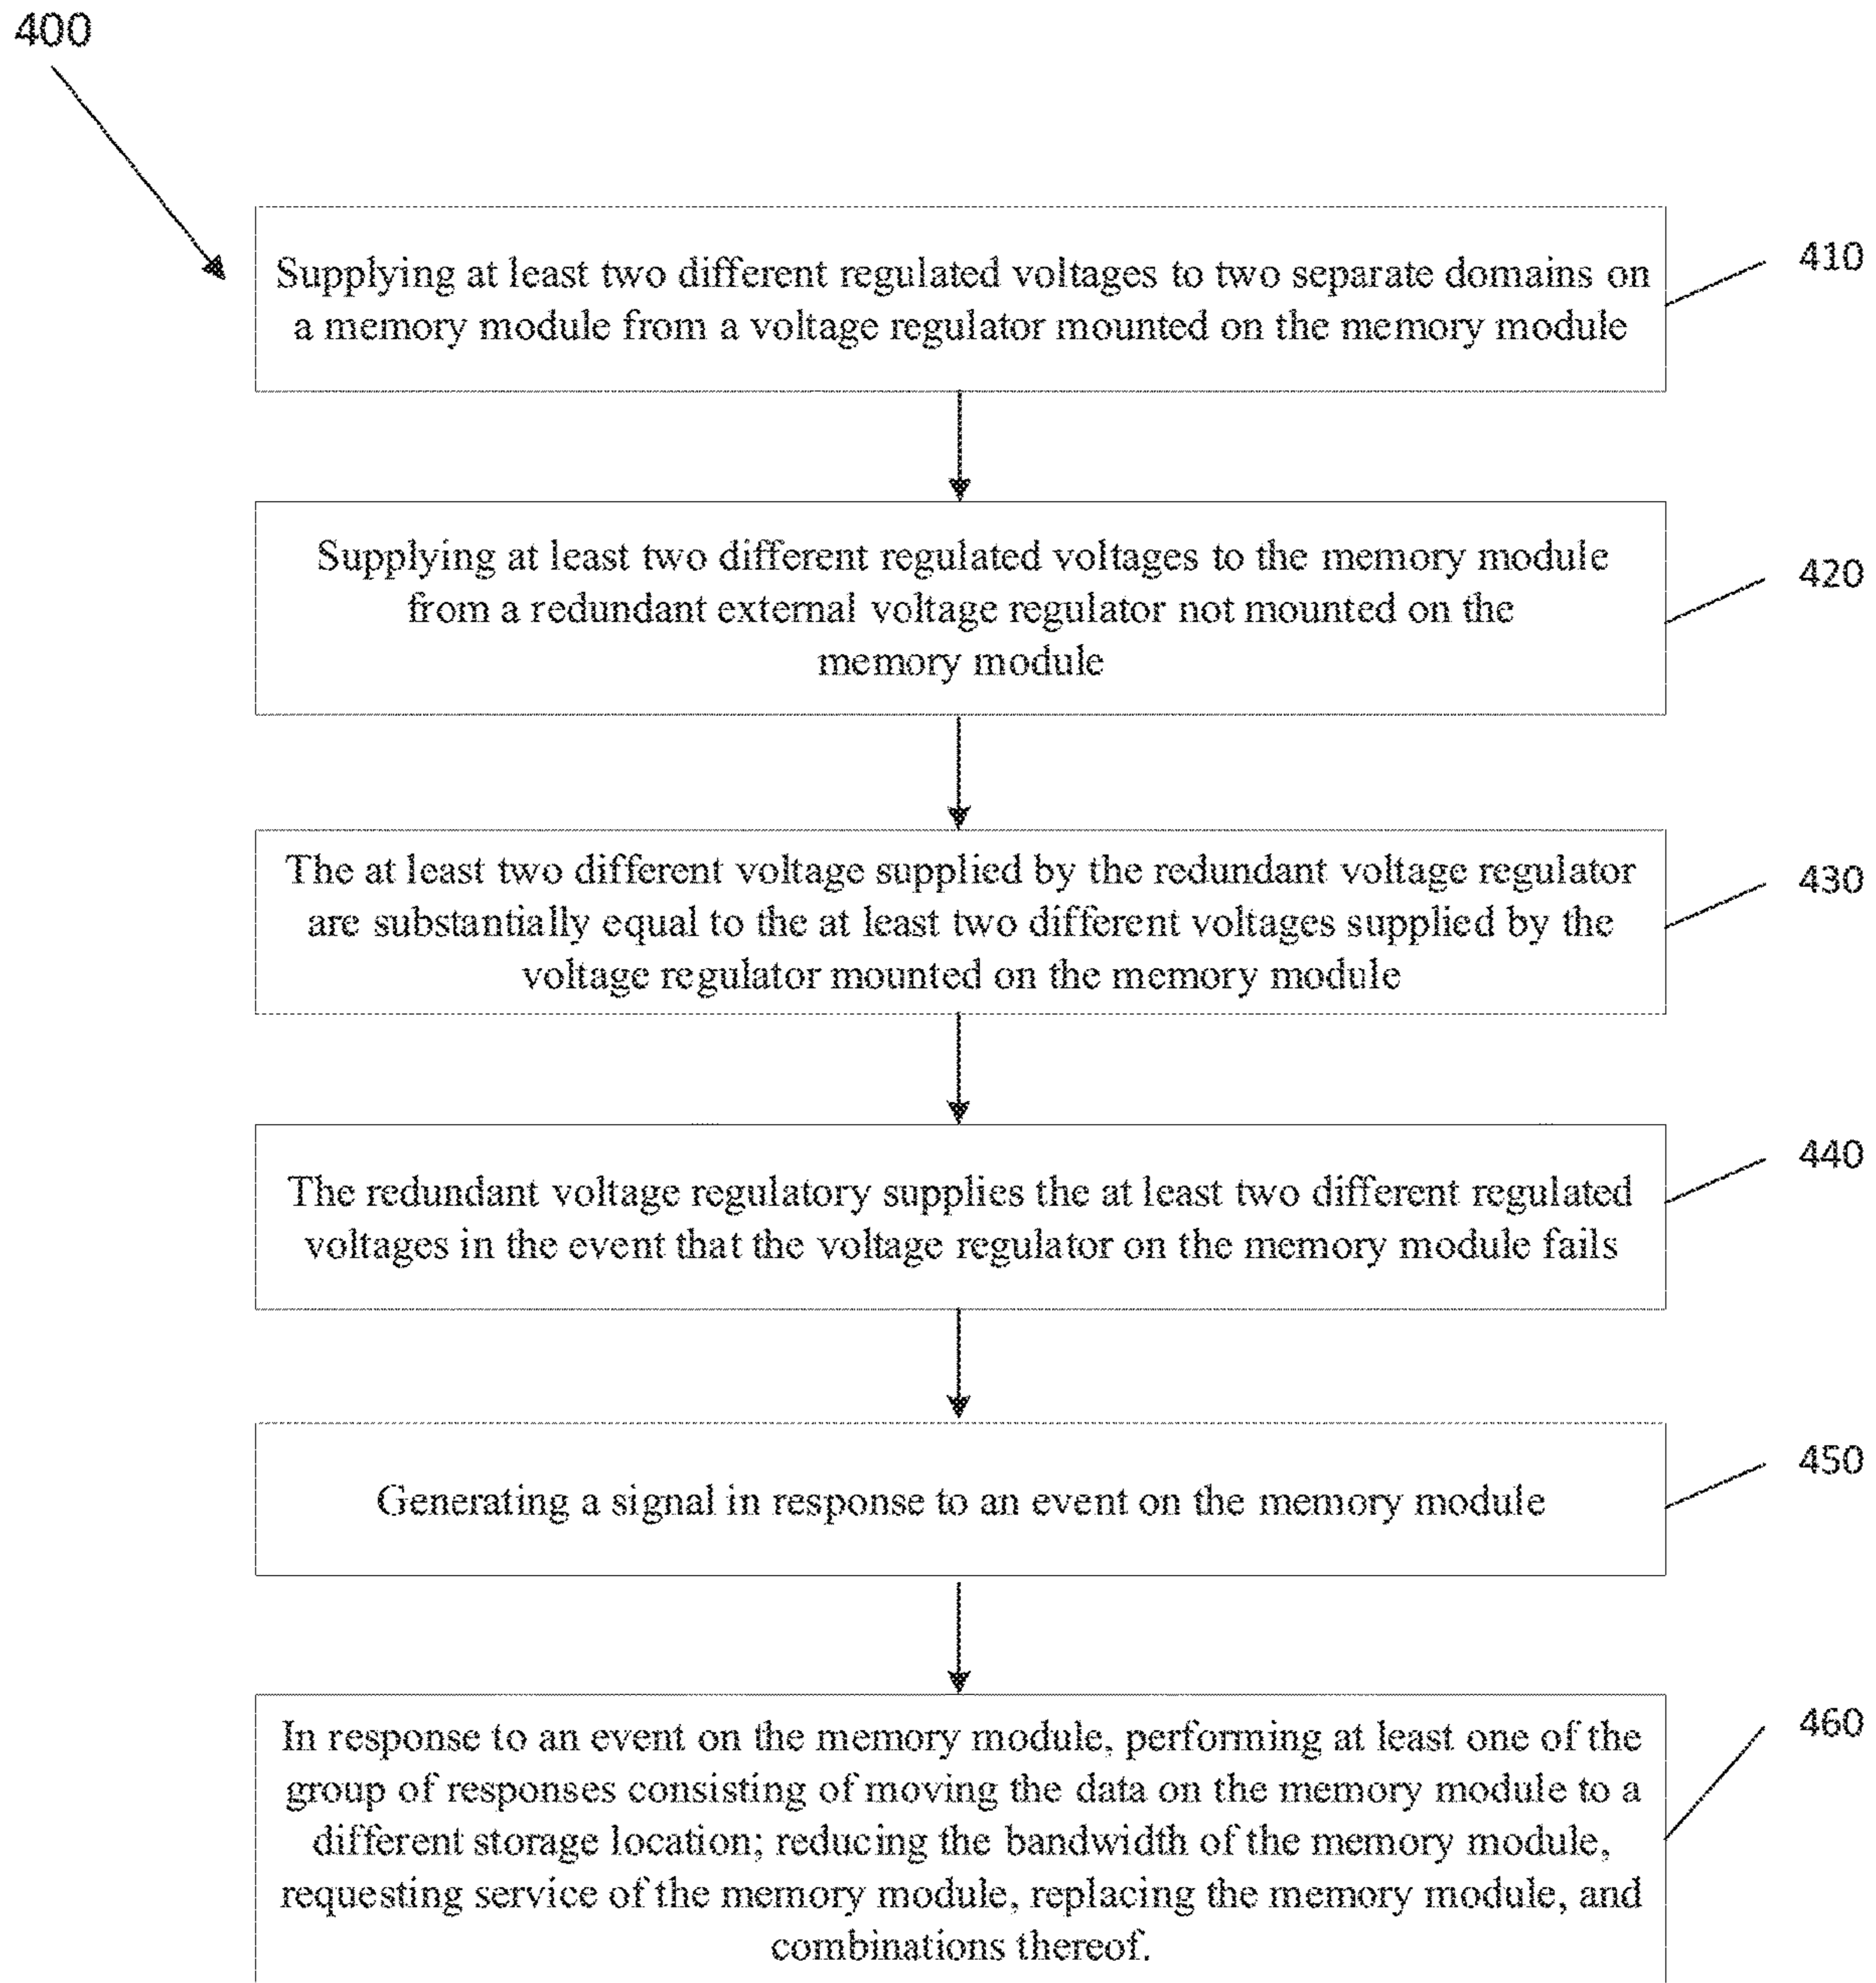 400
Supplying at least two different regulated voltages to two separate domains on
a memory module from a voltage regulator mounted on the memory module
410
Supplying at least two different regulated voltages to the memory module
from a redundant external voltage regulator not mounted on the
memory module
420
The at least two different voltage supplied by the redundant voltage regulator
are substantially equal to the at least two different voltages supplied by the
voltage regulator mounted on the memory module
430
The redundant voltage regulatory supplies the at least two different regulated
voltages in the event that the voltage regulator on the memory module fails
440
Generating a signal in response to an event on the memory module
450
In response to an event on the memory module, performing at least one of the
group of responses consisting of moving the data on the memory module to a
different storage location; reducing the bandwidth of the memory module,
requesting service of the memory module, replacing the memory module, and
combinations thereof.
460